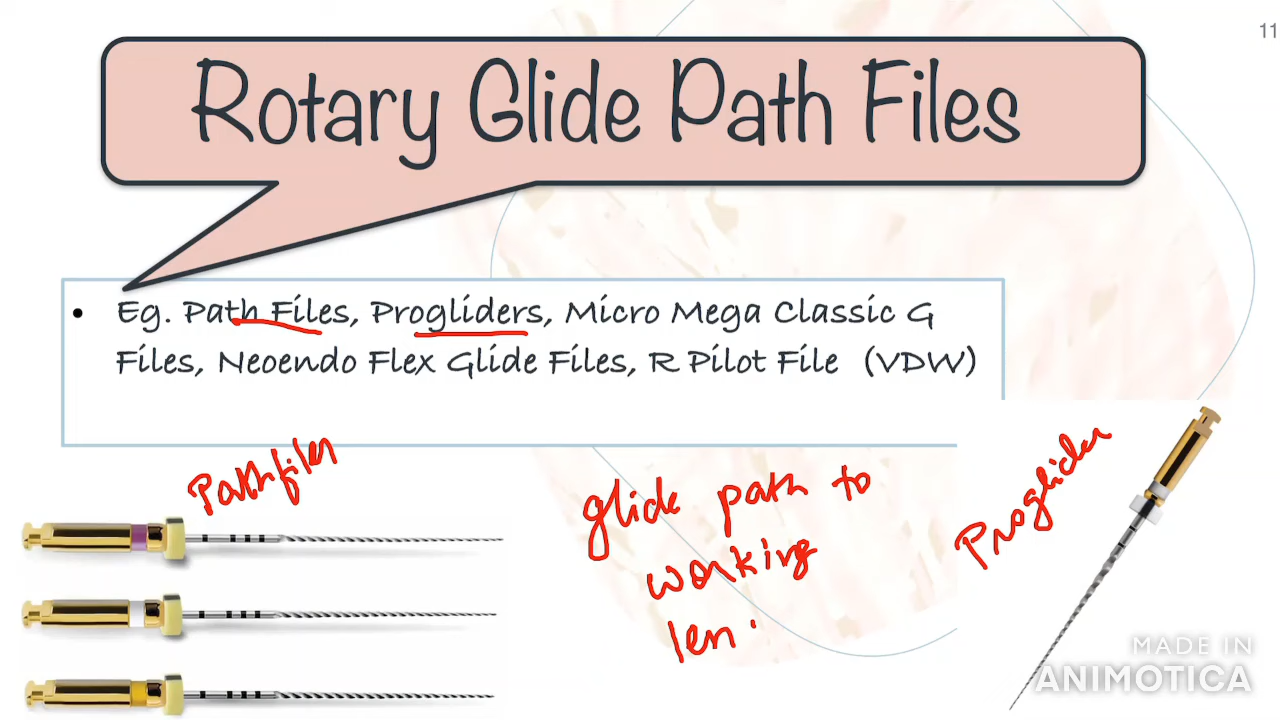 11
Rotary Glide Path Files
• Eg. Path Files, Progliders, Micro Mega Classic G
Files, Neoendo Flex Glide Files, R Pilot File (VDW)
Pathfiles
glide path to
working
len
Proglider
MADE IN
ANIMOTICA